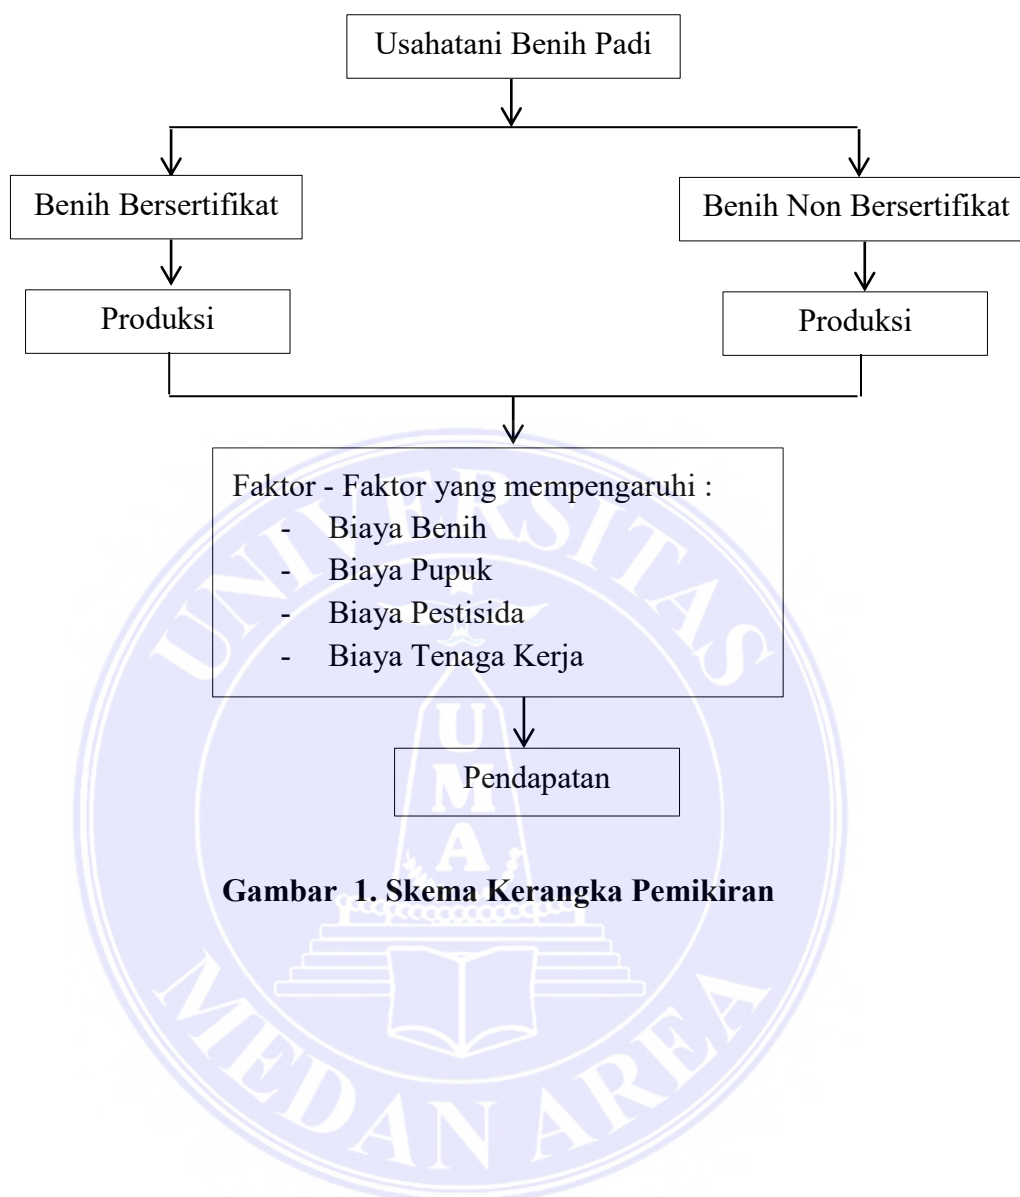 Usahatani Benih Padi
Benih Bersertifikat
Benih Non Bersertifikat
Produksi
Produksi
Faktor - Faktor yang mempengaruhi :
- Biaya Benih
- Biaya Pupuk
- Biaya Pestisida
- Biaya Tenaga Kerja
Pendapatan
Gambar 1. Skema Kerangka Pemikiran
UNIVERSITAS
UMA
MEDAN AREA